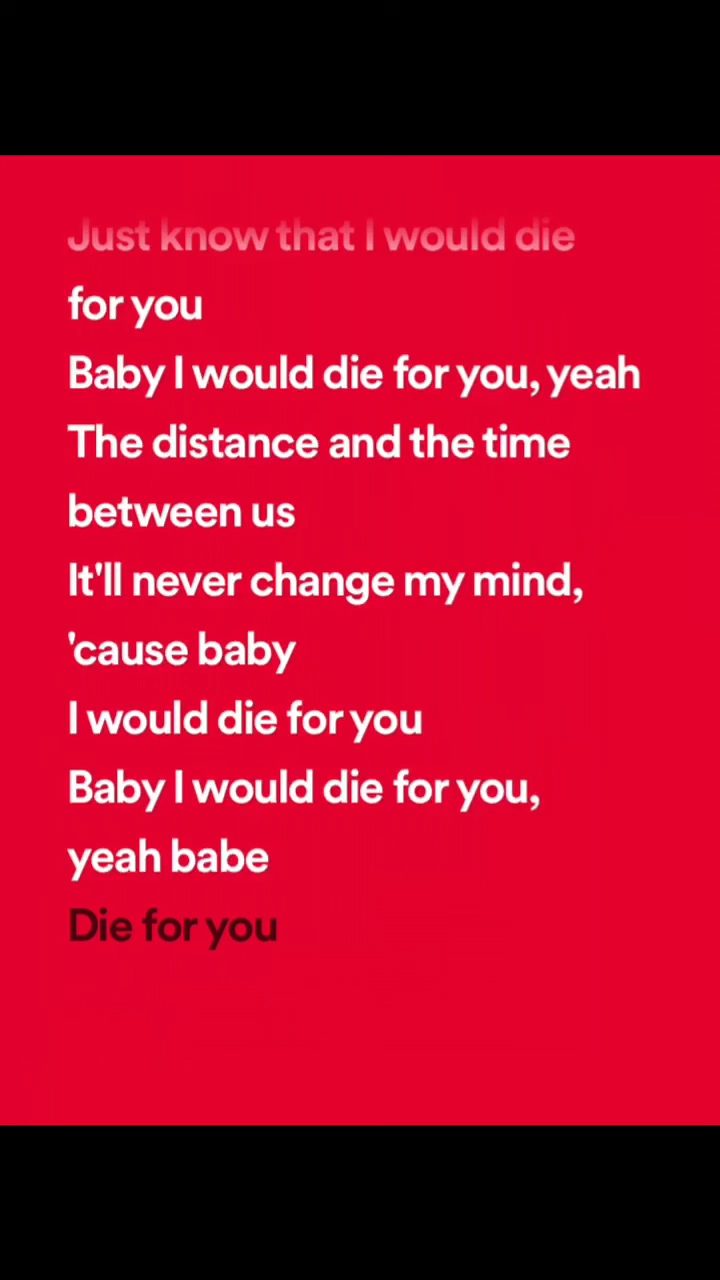 Just know that I would die
for you
Baby I would die for you, yeah
The distance and the time
between us
It'll never change my mind,
'cause baby
I would die for you
Baby I would die for you,
yeah babe
Die for you